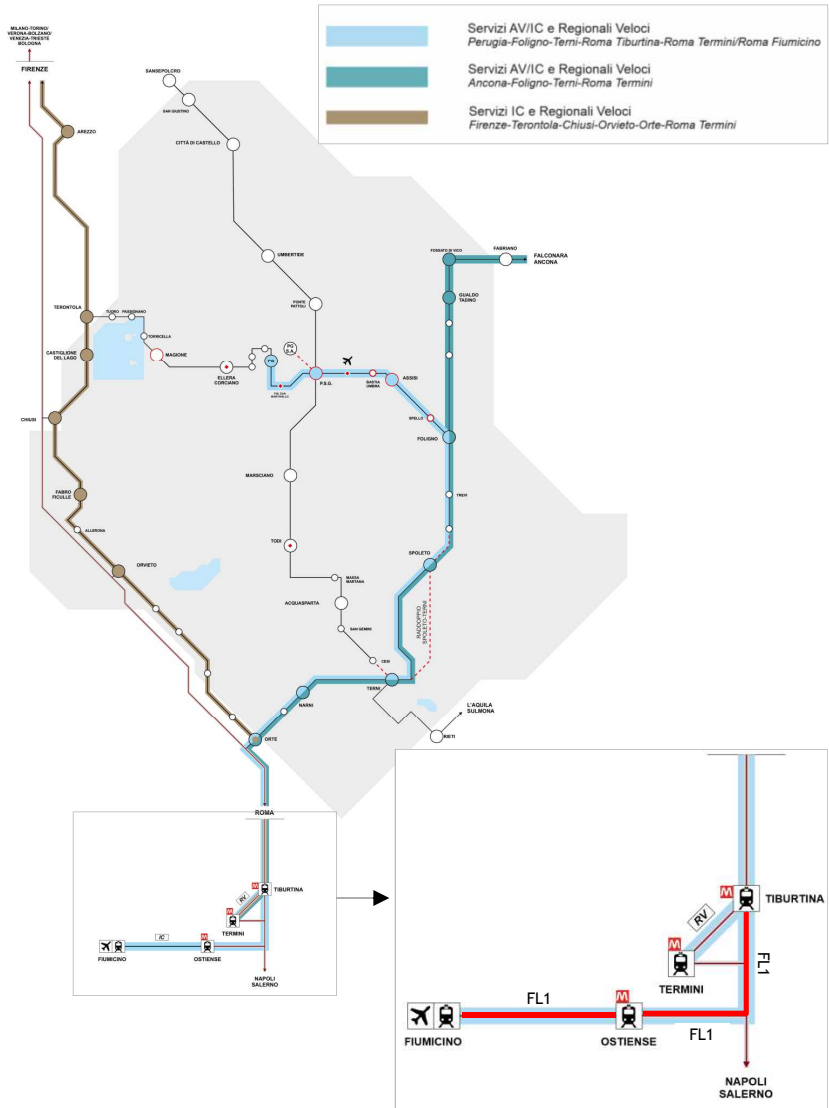 Servizi AV/IC e Regionali Veloci
Perugia-Foligno-Terni-Roma Tiburtina-Roma Termini/Roma Fiumicino
Servizi AV/IC e Regionali Veloci
Ancona-Foligno-Terni-Roma Termini
Servizi IC e Regionali Veloci
Firenze-Terontola-Chiusi-Orvieto-Orte-Roma Termini
MILANO-TORINO/
VERONA-BOLZANO/
VENEZIA-TRIESTE
BOLOGNA
FIRENZE
SANSEPOLCRO
SAN GIUSTINO
AREZZO
CITTÀ DI CASTELLO
UMBERTIDE
FOSSATO DI VICO
FABRIANO
FALCONARA
ANCONA
GUALDO
TADINO
PONTE
PATTOLI
TERONTOLA
TUORO
PASSIGNANO
TORRICELLA
MAGIONE
CASTIGLIONE
DEL LAGO
ELLERA
CORCIANO
PG
PG
S.A.
P.S.G.
BASTIA
UMBRA
ASSISI
SPELLO
CHIUSI
FOLIGNO
MARSCIANO
FABRO
FICULLE
TREVI
ALLERONA
TODI
ORVIETO
SPOLETO
MASSA
MARTANA
ACQUASPARTA
RADDOPPIO
SPOLETO-TERNI
SAN GEMINI
CESI
TERNI
NARNI
L'AQUILA
SULMONA
RIETI
ORTE
ROMA
M
TIBURTINA
RV
M
TERMINI
IC
M
FIUMICINO
OSTIENSE
NAPOLI
SALERNO
M
TIBURTINA
RV
M
TERMINI
FL1
FL1
M
FIUMICINO
OSTIENSE
FL1
NAPOLI
SALERNO